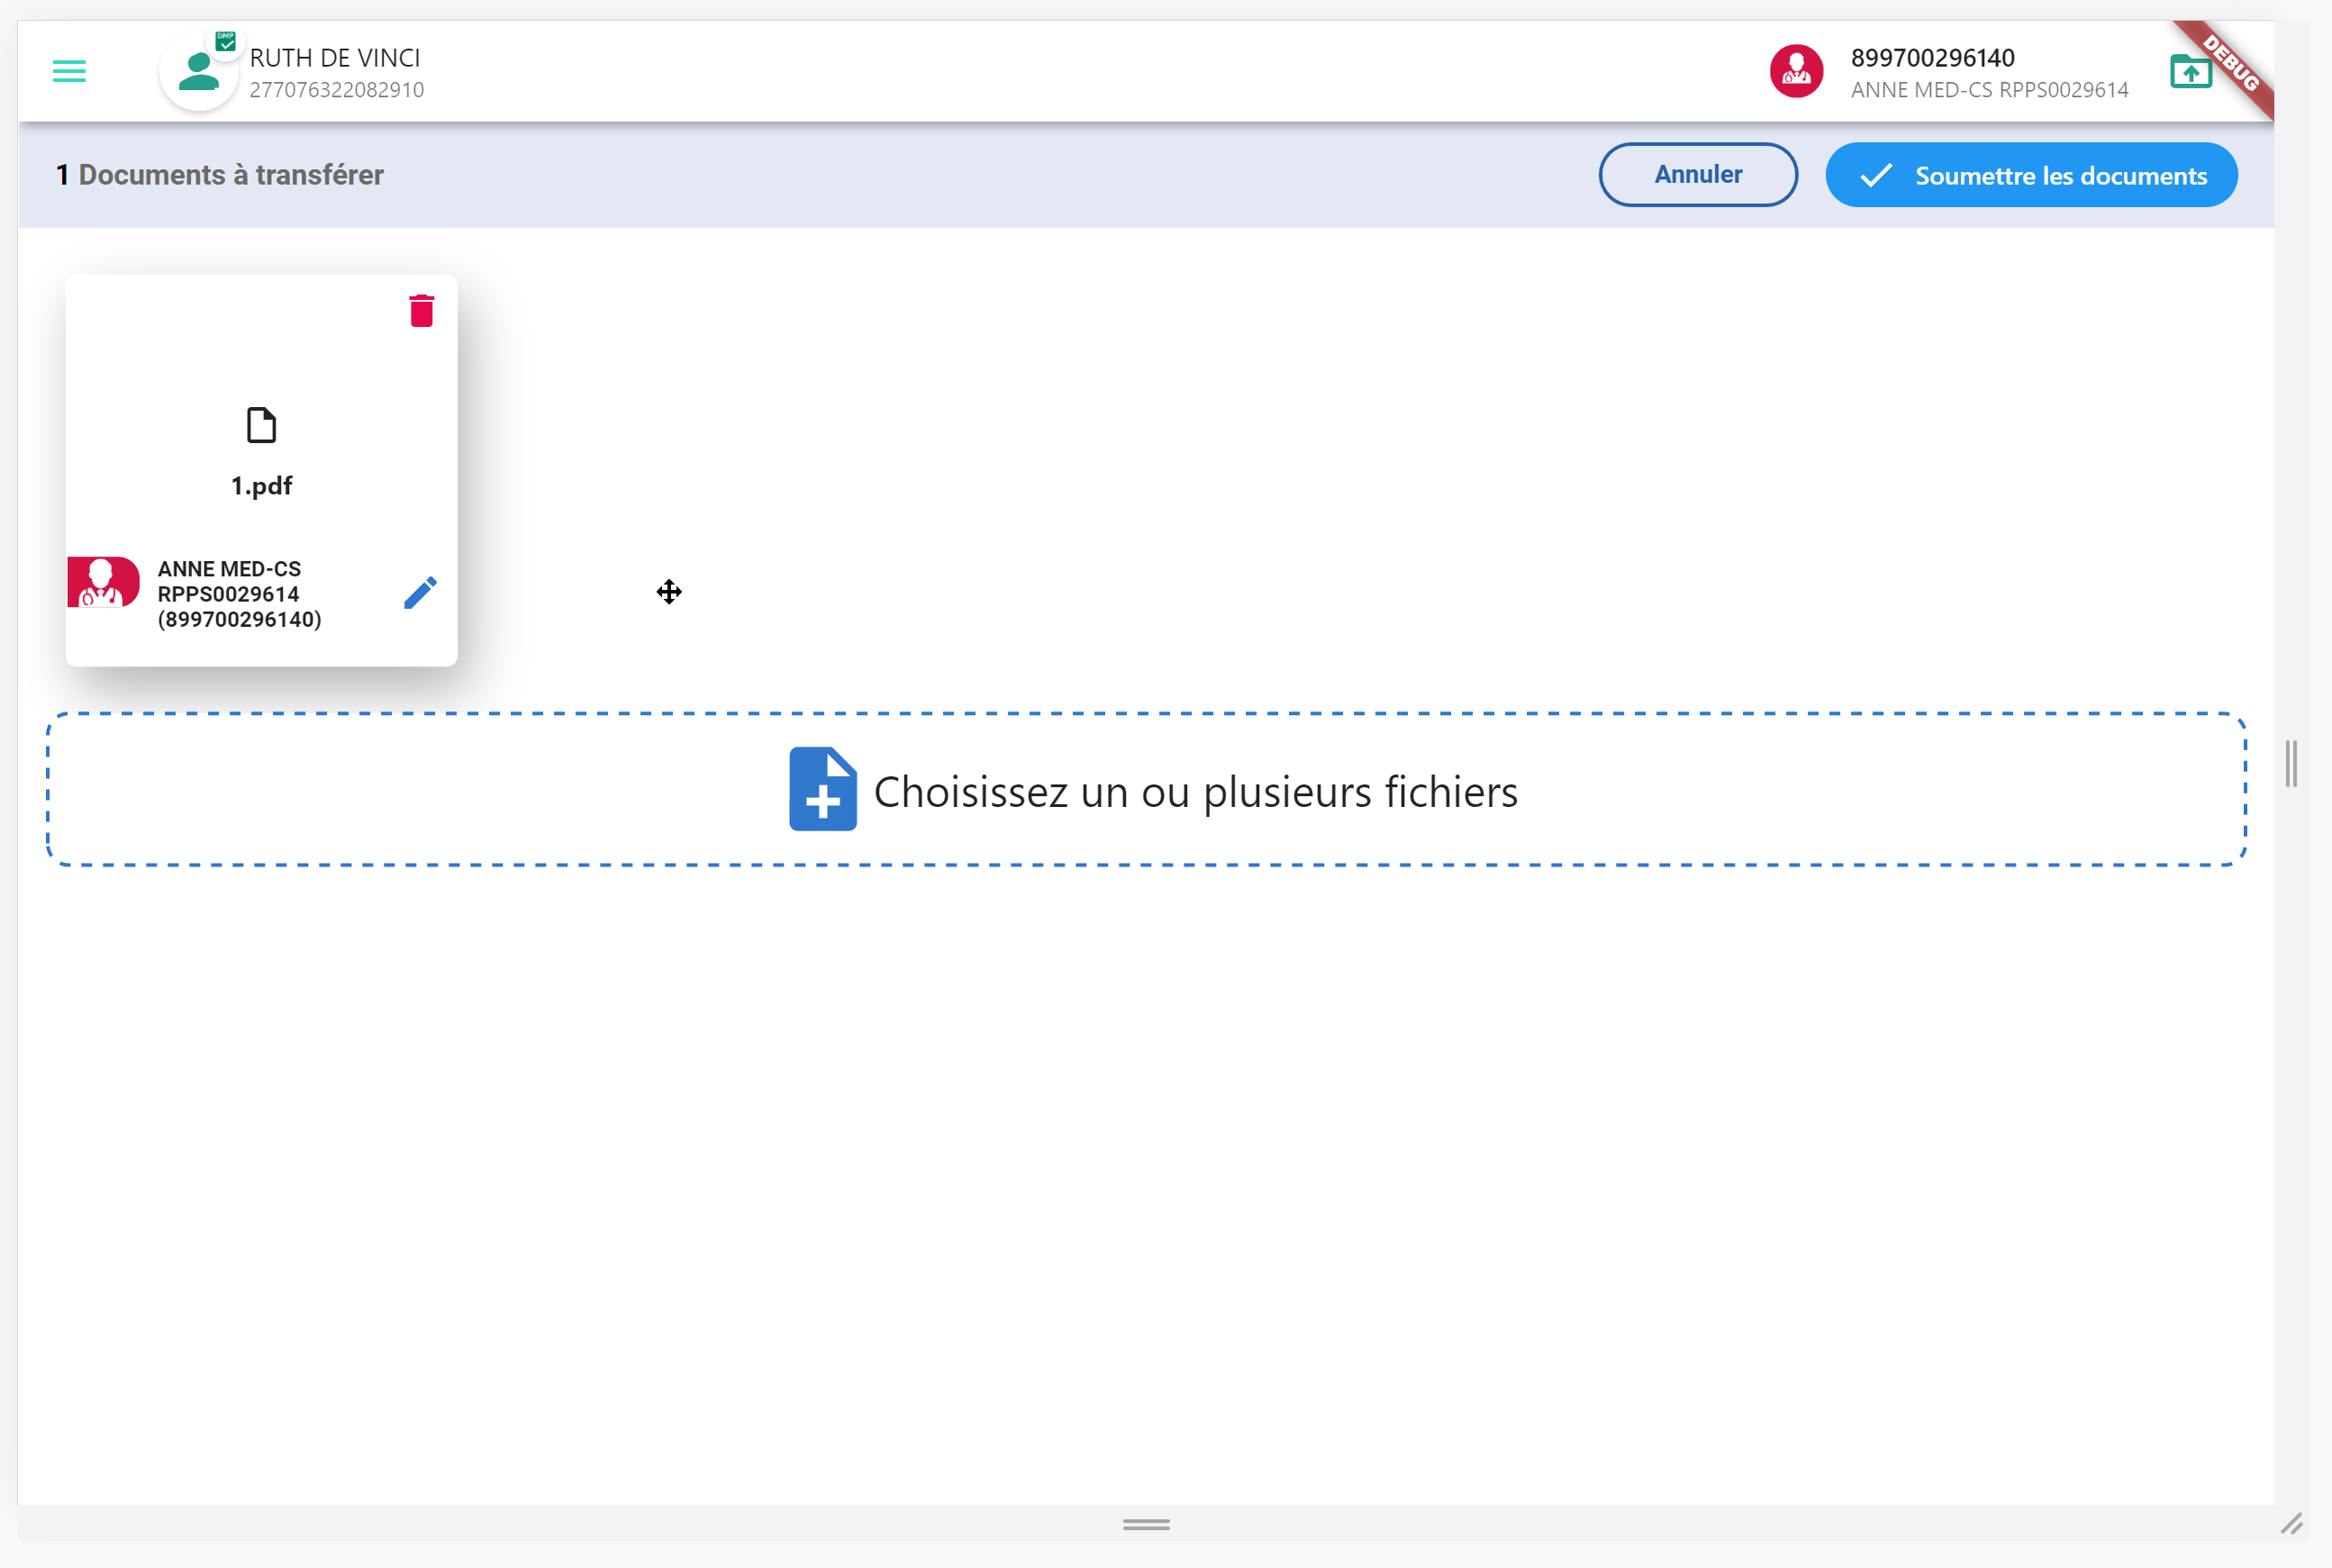 DMP
RUTH DE VINCI
277076322082910
899700296140
ANNE MED-CS RPPS0029614
DEBUG
1 Documents à transférer
Annuler
Soumettre les documents
1.pdf
ANNE MED-CS
RPPS0029614
(899700296140)
Choisissez un ou plusieurs fichiers